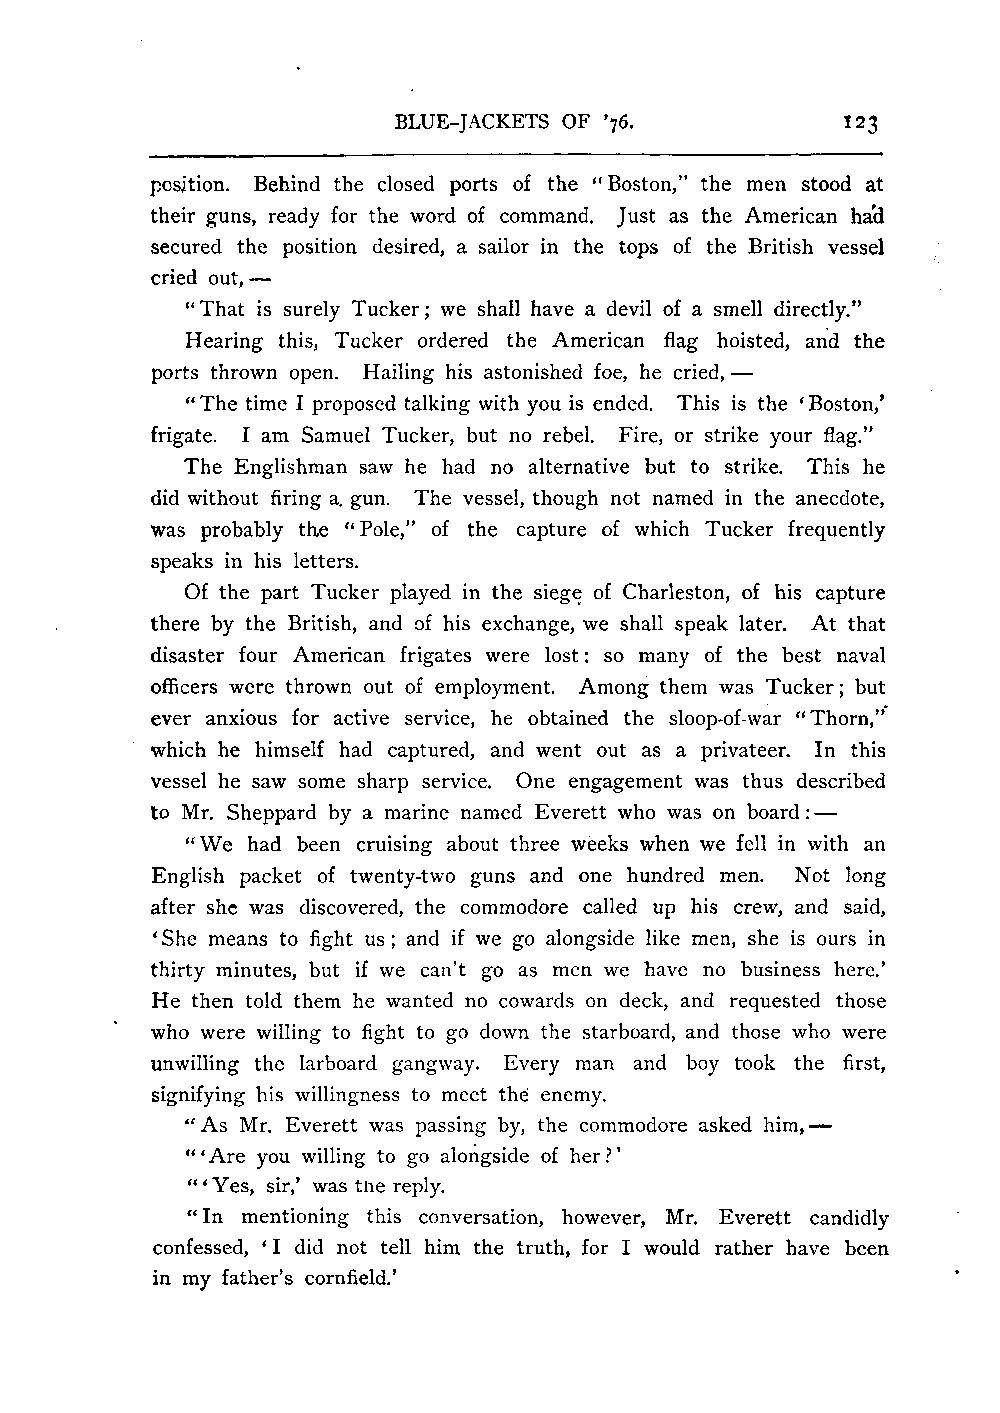 BLUE-JACKETS OF '76. 123
position. Behind the closed ports of the "Boston," the men stood at
their guns, ready for the word of command. Just as the American had
secured the position desired, a sailor in the tops of the British vessel
cried out,—
"That is surely Tucker; we shall have a devil of a smell directly."
Hearing this, Tucker ordered the American flag hoisted, and the
ports thrown open. Hailing his astonished foe, he cried,—
"The time I proposed talking with you is ended. This is the 'Boston,'
frigate. I am Samuel Tucker, but no rebel. Fire, or strike your flag."
The Englishman saw he had no alternative but to strike. This he
did without firing a gun. The vessel, though not named in the anecdote,
was probably the "Pole," of the capture of which Tucker frequently
speaks in his letters.
Of the part Tucker played in the siege of Charleston, of his capture
there by the British, and of his exchange, we shall speak later. At that
disaster four American frigates were lost: so many of the best naval
officers were thrown out of employment. Among them was Tucker; but
ever anxious for active service, he obtained the sloop-of-war "Thorn,"
which he himself had captured, and went out as a privateer. In this
vessel he saw some sharp service. One engagement was thus described
to Mr. Sheppard by a marine named Everett who was on board:—
"We had been cruising about three weeks when we fell in with an
English packet of twenty-two guns and one hundred men. Not long
after she was discovered, the commodore called up his crew, and said,
'She means to fight us; and if we go alongside like men, she is ours in
thirty minutes, but if we can't go as men we have no business here.'
He then told them he wanted no cowards on deck, and requested those
who were willing to fight to go down the starboard, and those who were
unwilling the larboard gangway. Every man and boy took the first,
signifying his willingness to meet the enemy.
"As Mr. Everett was passing by, the commodore asked him,—
"'Are you willing to go alongside of her?'
"'Yes, sir,' was the reply.
"In mentioning this conversation, however, Mr. Everett candidly
confessed, 'I did not tell him the truth, for I would rather have been
in my father's cornfield.'